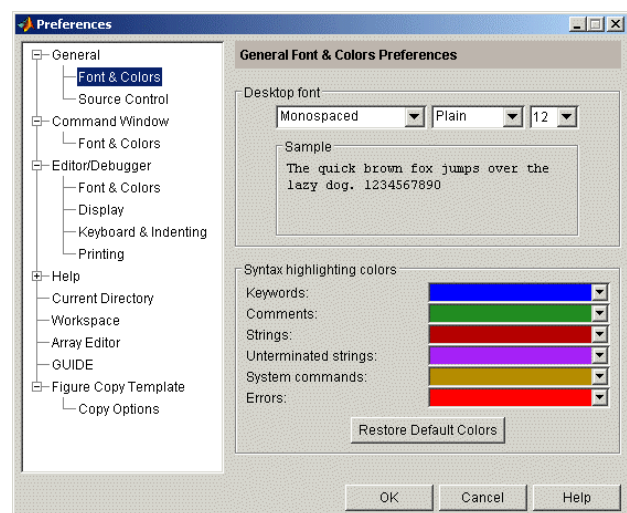 Preferences
General
Font & Colors
Source Control
Command Window
Font & Colors
Editor/Debugger
Font & Colors
Display
Keyboard & Indenting
Printing
Help
Current Directory
Workspace
Array Editor
GUIDE
Figure Copy Template
Copy Options
General Font & Colors Preferences
Desktop font
Monospaced Plain 12
Sample
The quick brown fox jumps over the
lazy dog. 1234567890
Syntax highlighting colors
Keywords:
Comments:
Strings:
Unterminated strings:
System commands:
Errors:
Restore Default Colors
OK Cancel Help